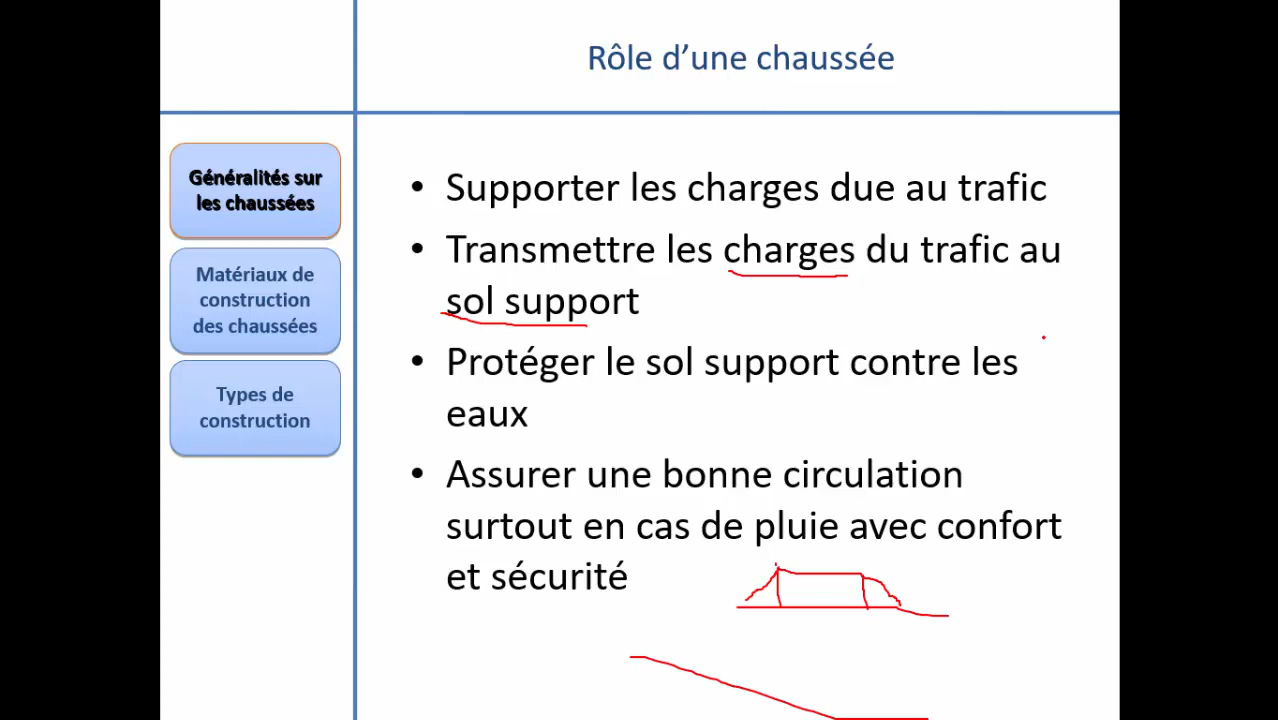 Rôle d’une chaussée
Généralités sur
les chaussées
Matériaux de
construction
des chaussées
Types de
construction
• Supporter les charges due au trafic
• Transmettre les charges du trafic au
sol support
• Protéger le sol support contre les
eaux
• Assurer une bonne circulation
surtout en cas de pluie avec confort
et sécurité